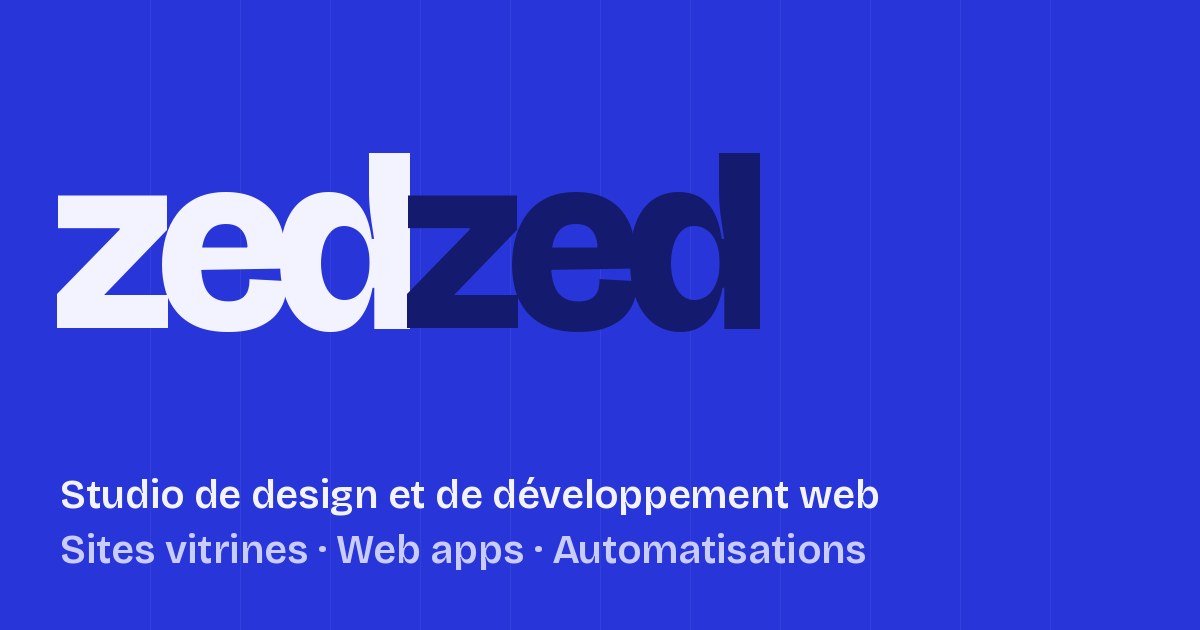 zedzed
Studio de design et de développement web
Sites vitrines · Web apps · Automatisations